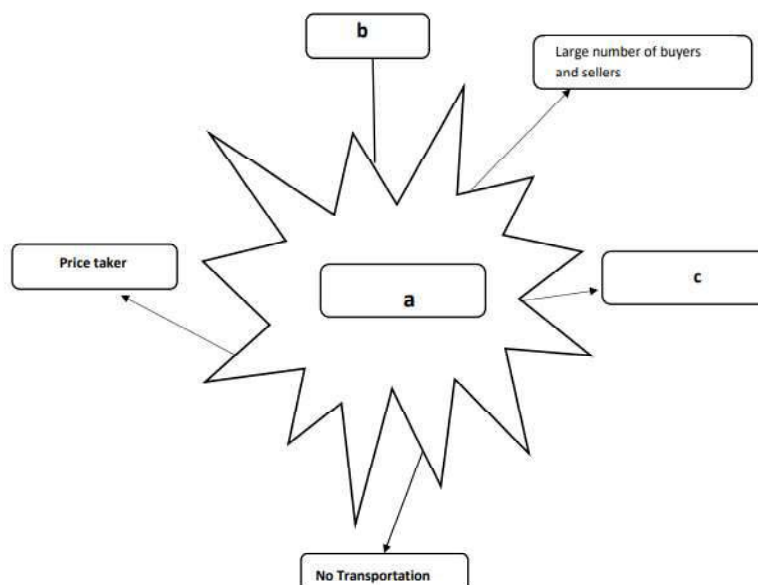 b
Large number of buyers
and sellers
Price taker
a
c
No Transportation